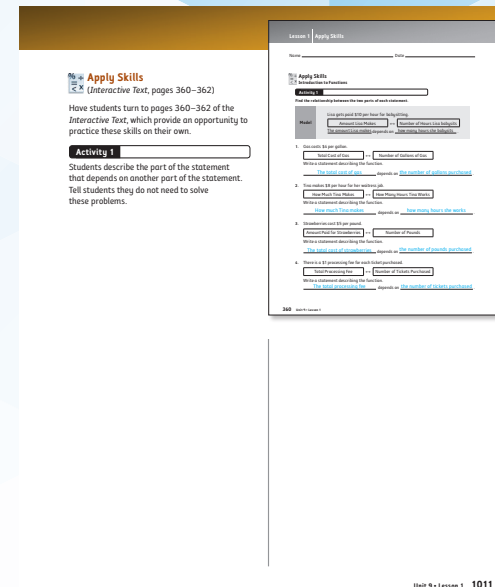 Apply Skills
(Interactive Text, pages 360–362)
Have students turn to pages 360–362 of the
Interactive Text, which provide an opportunity to
practice these skills on their own.
Activity 1
Students describe the part of the statement
that depends on another part of the statement.
Tell students they do not need to solve
these problems.
Lesson 1 Apply Skills
Name Date
Apply Skills
Introduction to Functions
Activity 1
Find the relationship between the two parts of each statement.
Model
Lisa gets paid $10 per hour for babysitting.
Amount Lisa Makes ↔ Number of Hours Lisa babysits
The amount Lisa makes depends on how many hours she babysits
1. Gas costs $4 per gallon.
Total Cost of Gas ↔ Number of Gallons of Gas
Write a statement describing the function.
The total cost of gas depends on the number of gallons purchased
2. Tina makes $8 per hour for her waitress job.
How Much Tina Makes ↔ How Many Hours Tina Works
Write a statement describing the function.
How much Tina makes depends on how many hours she works
3. Strawberries cost $5 per pound.
Amount Paid for Strawberries ↔ Number of Pounds
Write a statement describing the function.
The total cost of strawberries depends on the number of pounds purchased
4. There is a $1 processing fee for each ticket purchased.
Total Processing Fee ↔ Number of Tickets Purchased
Write a statement describing the function.
The total processing fee depends on the number of tickets purchased
360 Unit 9 • Lesson 1
Unit 9 • Lesson 1 1011